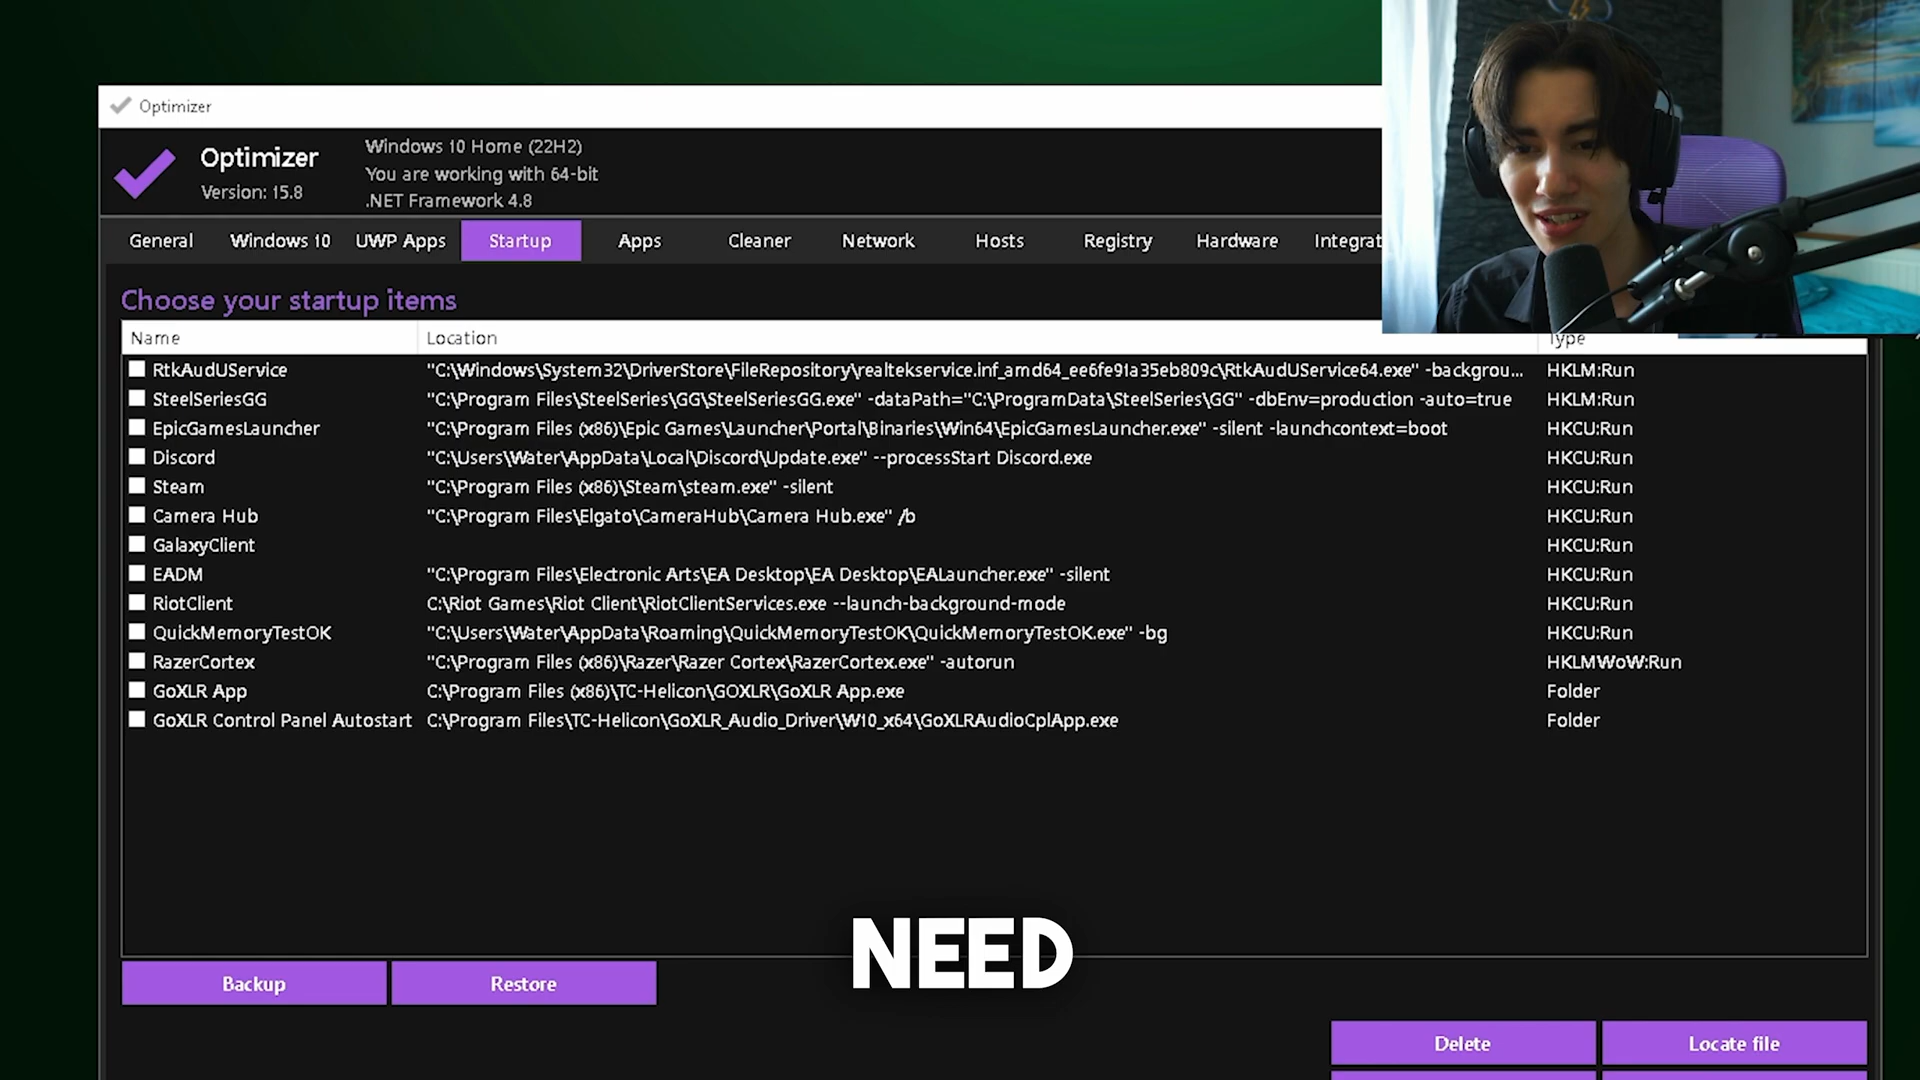 Optimizer
Optimizer
Version: 15.8
Windows 10 Home (22H2)
You are working with 64-bit
.NET Framework 4.8
General Windows 10 UWP Apps Startup Apps Cleaner Network Hosts Registry Hardware Integrat
Choose your startup items
Name Location Type
RtkAudUService "C:\Windows\System32\DriverStore\FileRepository\realtekservice.inf_amd64_ee6fe91a35eb809c\RtkAudUService64.exe" -backgrou... HKLM:Run
SteelSeriesGG "C:\Program Files\SteelSeries\GG\SteelSeriesGG.exe" -dataPath="C:\ProgramData\SteelSeries\GG" -dbEnv=production -auto=true HKLM:Run
EpicGamesLauncher "C:\Program Files (x86)\Epic Games\Launcher\Portal\Binaries\Win64\EpicGamesLauncher.exe" -silent -launchcontext=boot HKCU:Run
Discord "C:\Users\Water\AppData\Local\Discord\Update.exe" --processStart Discord.exe HKCU:Run
Steam "C:\Program Files (x86)\Steam\steam.exe" -silent HKCU:Run
Camera Hub "C:\Program Files\Elgato\CameraHub\Camera Hub.exe" /b HKCU:Run
GalaxyClient HKCU:Run
EADM "C:\Program Files\Electronic Arts\EA Desktop\EA Desktop\EALauncher.exe" -silent HKCU:Run
RiotClient C:\Riot Games\Riot Client\RiotClientServices.exe --launch-background-mode HKCU:Run
QuickMemoryTestOK "C:\Users\Water\AppData\Roaming\QuickMemoryTestOK\QuickMemoryTestOK.exe" -bg HKCU:Run
RazerCortex "C:\Program Files (x86)\Razer\Razer Cortex\RazerCortex.exe" -autorun HKLMWoW:Run
GoXLR App C:\Program Files (x86)\TC-Helicon\GOXLR\GoXLR App.exe Folder
GoXLR Control Panel Autostart C:\Program Files\TC-Helicon\GoXLR_Audio_Driver\W10_x64\GoXLRAudioCplApp.exe Folder
NEED
Backup Restore
Delete Locate file